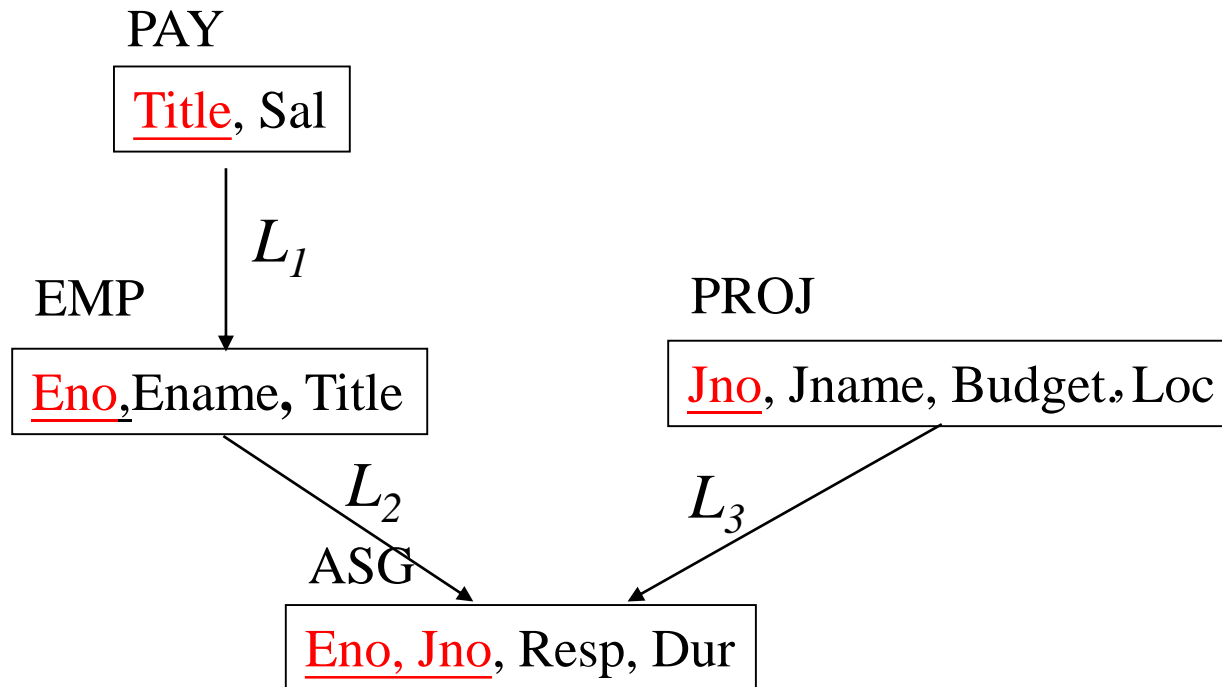 PAY
Title, Sal
L1
EMP
PROJ
Eno,Ename, Title
Jno, Jname, Budget., Loc
L2
L3
ASG
Eno, Jno, Resp, Dur